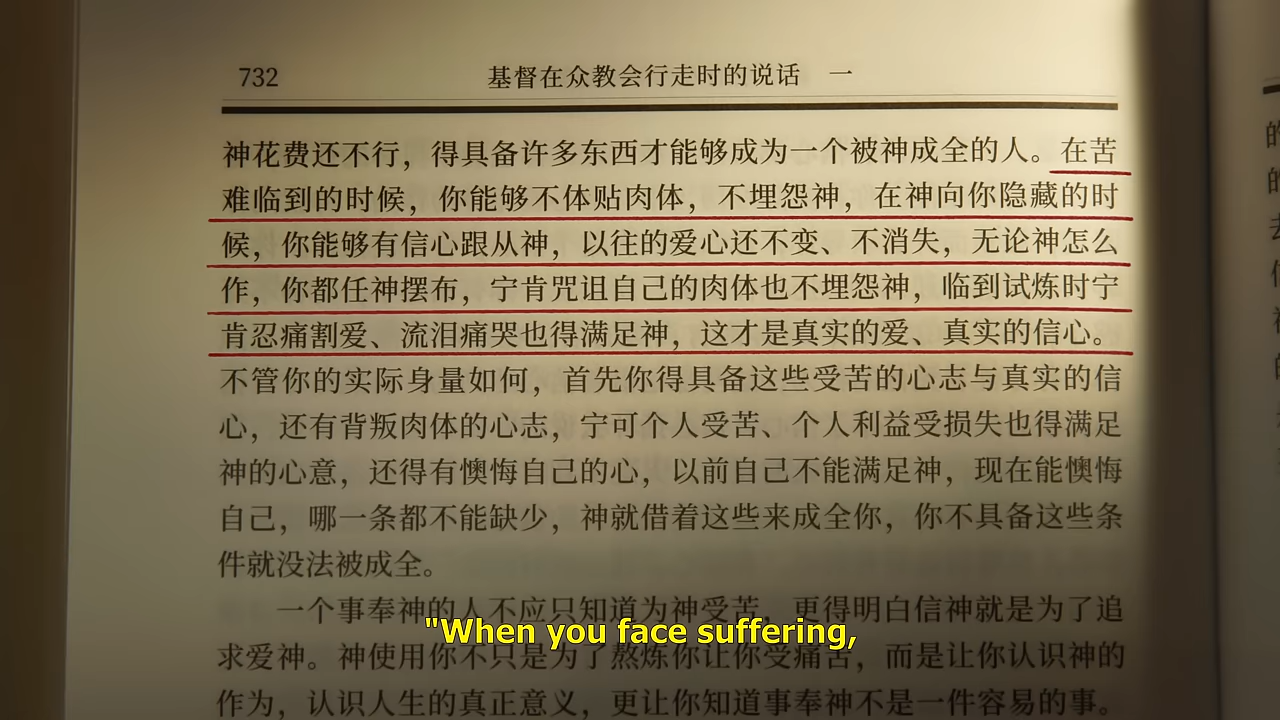 732
基督在众教会行走时的说话 一
神花费还不行，得具备许多东西才能够成为一个被神成全的人。在苦
难临到的时候，你能够不体贴肉体，不埋怨神，在神向你隐藏的时
候，你能够有信心跟从神，以往的爱心还不变、不消失，无论神怎么
作，你都任神摆布，宁肯咒诅自己的肉体也不埋怨神，临到试炼时宁
肯忍痛割爱、流泪痛哭也得满足神，这才是真实的爱、真实的信心。
不管你的实际身量如何，首先你得具备这些受苦的心志与真实的信
心，还有背叛肉体的心志，宁可个人受苦、个人利益受损失也得满足
神的心意，还得有懊悔自己的心，以前自己不能满足神，现在能懊悔
自己，哪一条都不能缺少，神就借着这些来成全你，你不具备这些条
件就没法被成全。
一个事奉神的人不应只知道为神受苦，更得明白信神就是为了追
"When you face suffering,
求爱神。神使用你不只是为了熬炼你让你受痛苦，而是让你认识神的
作为，认识人生的真正意义，更让你知道事奉神不是一件容易的事。